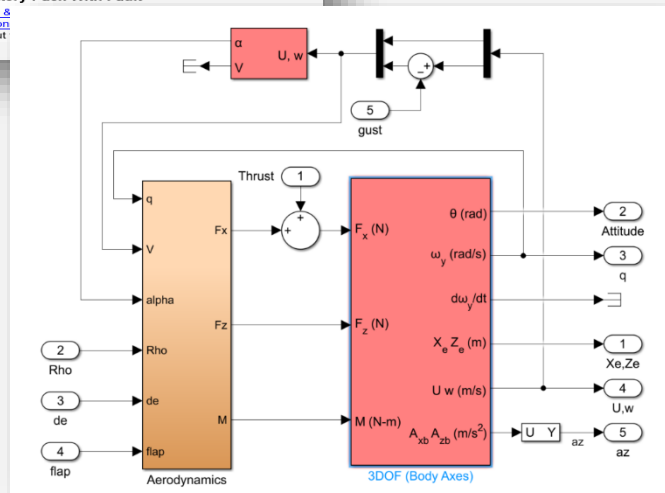 &
on
α
V
U, w
−
+
5
gust
Thrust
1
+
+
q
V
alpha
Rho
de
flap
Fx
Fz
M
Aerodynamics
2
Rho
3
de
4
flap
F_x (N)
F_z (N)
M (N-m)
θ (rad)
ω_y (rad/s)
dω_y/dt
X_e Z_e (m)
U w (m/s)
A_xb A_zb (m/s²)
3DOF (Body Axes)
U Y
az
2
Attitude
3
q
1
Xe,Ze
4
U,w
5
az